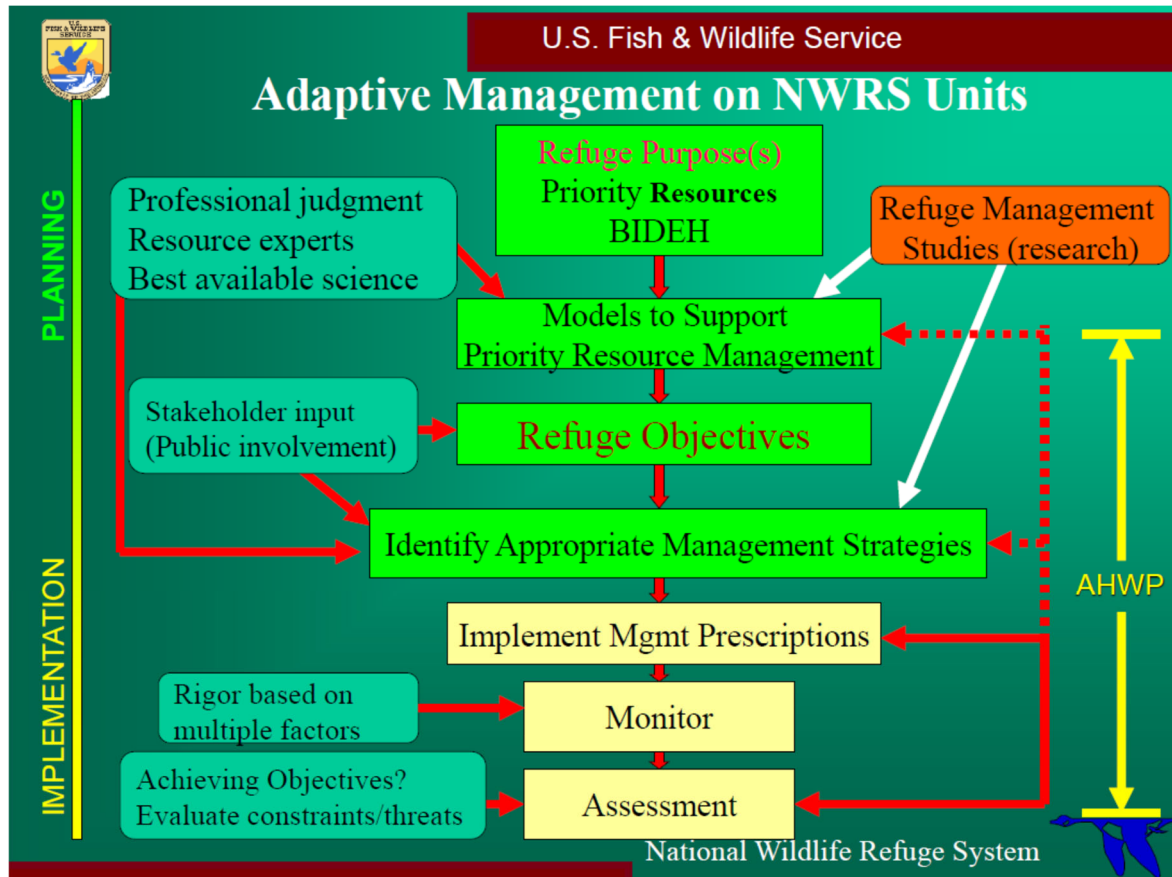 U.S.
FISH & WILDLIFE
SERVICE
U.S. Fish & Wildlife Service
Adaptive Management on NWRS Units
PLANNING
Refuge Purpose(s)
Priority Resources
BIDEH
Professional judgment
Resource experts
Best available science
Refuge Management
Studies (research)
Models to Support
Priority Resource Management
Stakeholder input
(Public involvement)
Refuge Objectives
Identify Appropriate Management Strategies
AHWP
IMPLEMENTATION
Implement Mgmt Prescriptions
Rigor based on
multiple factors
Monitor
Achieving Objectives?
Evaluate constraints/threats
Assessment
National Wildlife Refuge System